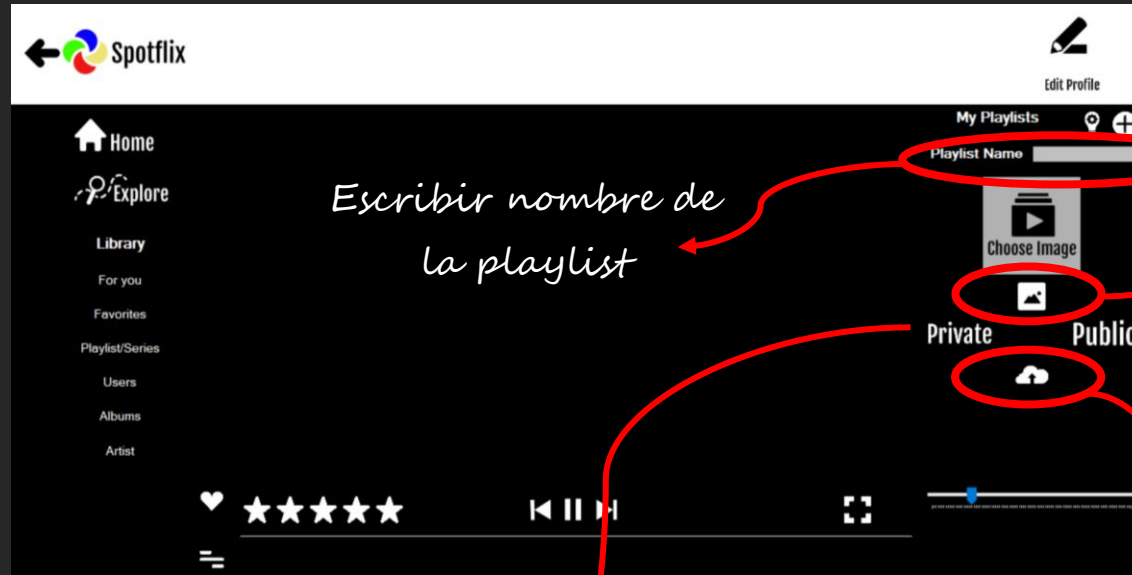 Spotflix
Edit Profile
Home
Explore
Library
For you
Favorites
Playlist/Series
Users
Albums
Artist
Escribir nombre de
la playlist
My Playlists
Playlist Name
Choose Image
Private
Public